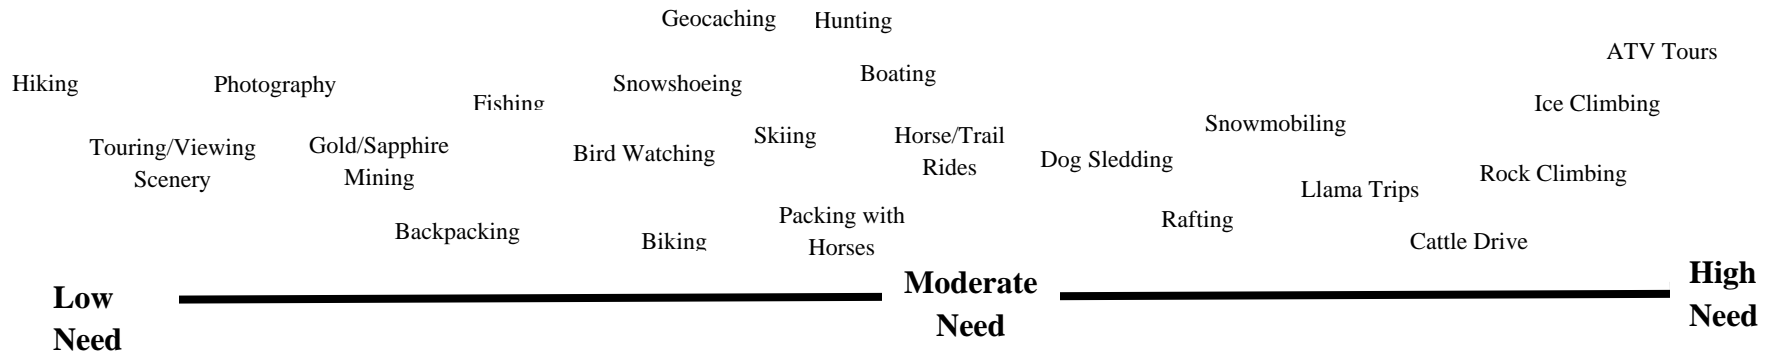 Geocaching
Hunting
ATV Tours
Hiking
Photography
Snowshoeing
Boating
Fishing
Ice Climbing
Snowmobiling
Touring/Viewing
Scenery
Gold/Sapphire
Mining
Bird Watching
Skiing
Horse/Trail
Rides
Dog Sledding
Rock Climbing
Llama Trips
Backpacking
Biking
Packing with
Horses
Rafting
Cattle Drive
Low
Need
Moderate
Need
High
Need